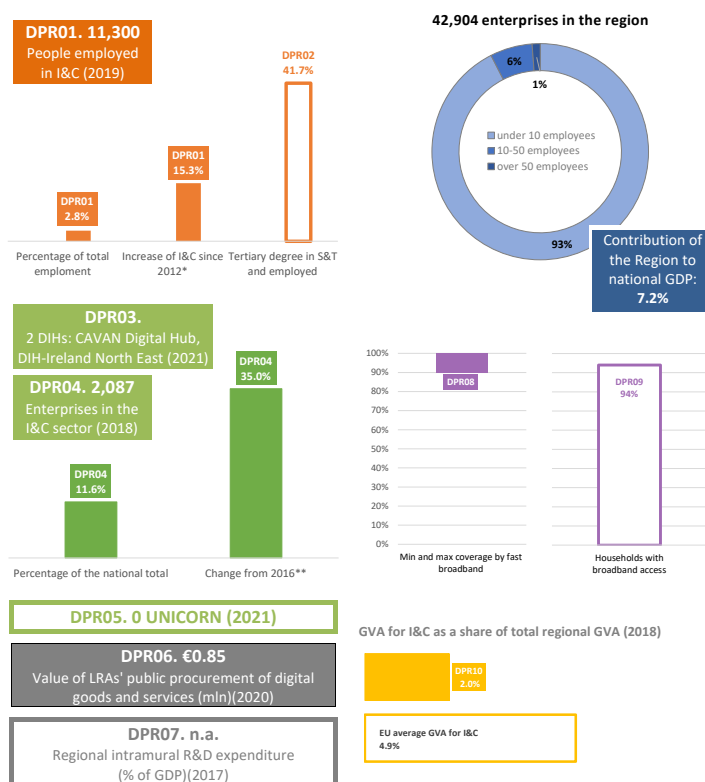 DPR01. 11,300
People employed
in I&C (2019)
DPR02
41.7%
DPR01
15.3%
DPR01
2.8%
Percentage of total
emploment
Increase of I&C since
2012*
Tertiary degree in S&T
and employed
42,904 enterprises in the region
6%
1%
under 10 employees
10-50 employees
over 50 employees
93%
Contribution of
the Region to
national GDP:
7.2%
DPR03.
2 DIHs: CAVAN Digital Hub,
DIH-Ireland North East (2021)
DPR04. 2,087
Enterprises in the
I&C sector (2018)
DPR04
35.0%
DPR04
11.6%
Percentage of the national total
Change from 2016**
100%
90%
80%
70%
60%
50%
40%
30%
20%
10%
0%
DPR08
DPR09
94%
Min and max coverage by fast
broadband
Households with
broadband access
DPR05. 0 UNICORN (2021)
DPR06. €0.85
Value of LRAs' public procurement of digital
goods and services (mln)(2020)
DPR07. n.a.
Regional intramural R&D expenditure
(% of GDP)(2017)
GVA for I&C as a share of total regional GVA (2018)
DPR10
2.0%
EU average GVA for I&C
4.9%